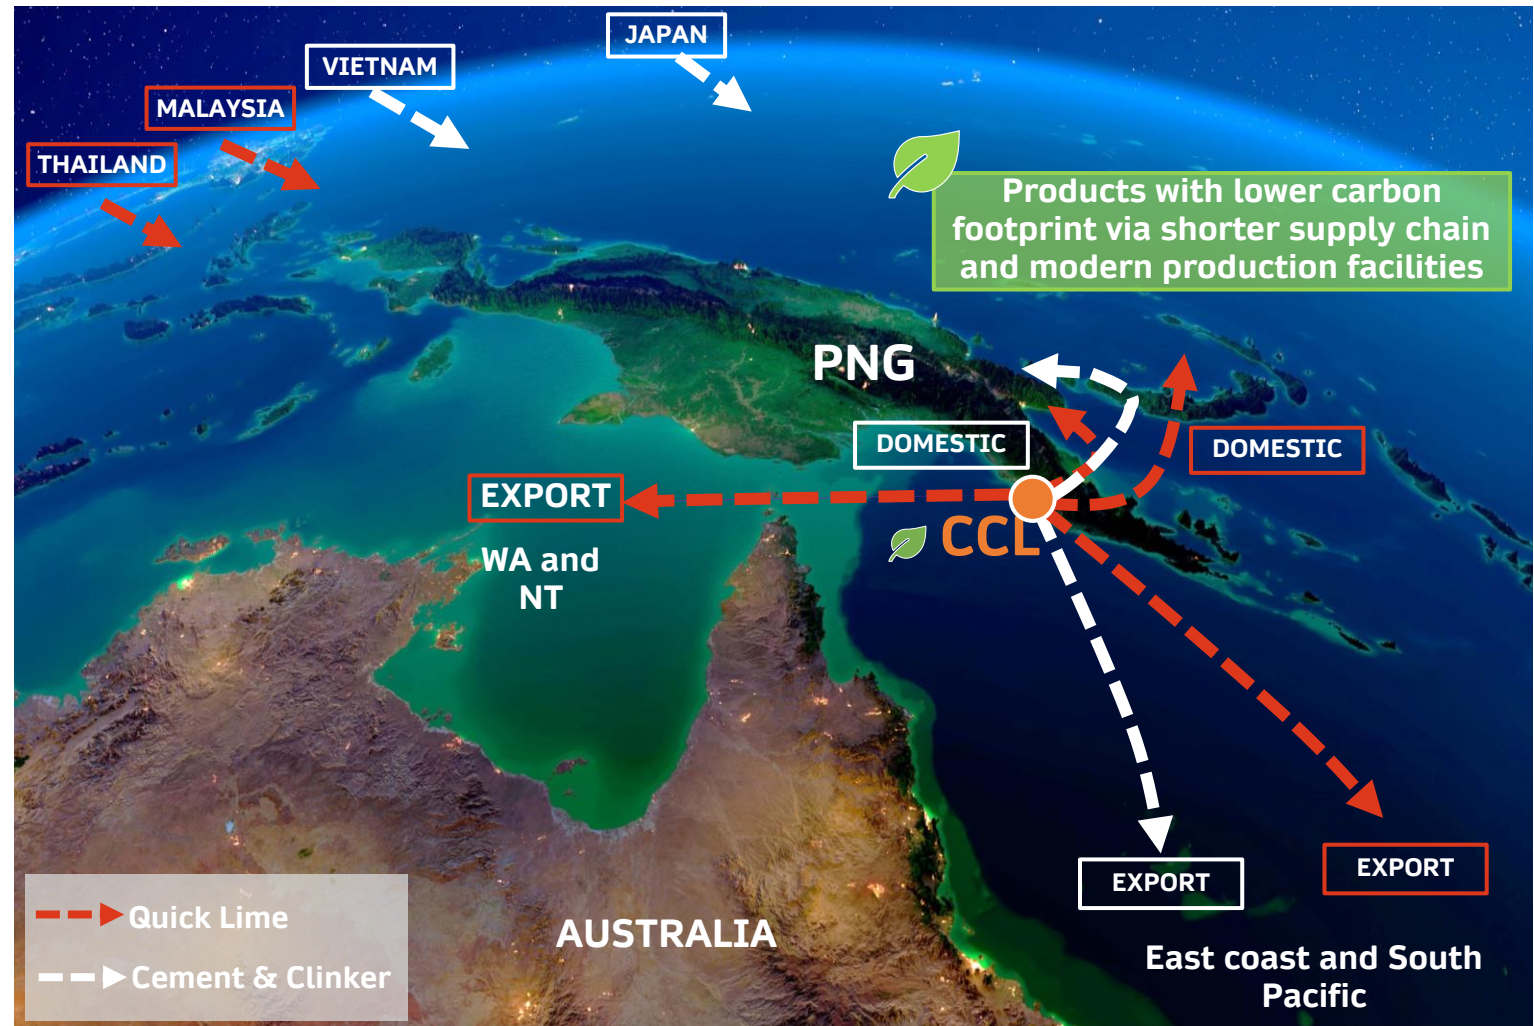 JAPAN
VIETNAM
MALAYSIA
THAILAND
Products with lower carbon
footprint via shorter supply chain
and modern production facilities
PNG
DOMESTIC
DOMESTIC
EXPORT
CCL
WA and
NT
EXPORT
EXPORT
Quick Lime
AUSTRALIA
East coast and South
Pacific
Cement & Clinker